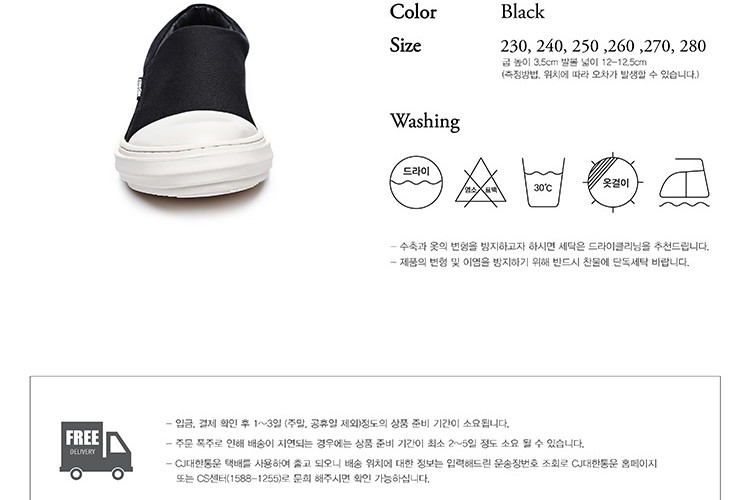 Color Black
Size 230, 240, 250 ,260 ,270, 280
굽 높이 3.5cm 발볼 넓이 12-12.5cm
(측정방법, 위치에 따라 오차가 발생할 수 있습니다.)
Washing
드라이 염소 표백 30℃ 옷걸이
- 수축과 옷의 변형을 방지하고자 하시면 세탁은 드라이클리닝을 추천드립니다.
- 제품의 변형 및 이염을 방지하기 위해 반드시 찬물에 단독세탁 바랍니다.
FREE
DELIVERY
- 입금, 결제 확인 후 1~3일 (주말, 공휴일 제외)정도의 상품 준비 기간이 소요됩니다.
- 주문 폭주로 인해 배송이 지연되는 경우에는 상품 준비 기간이 최소 2~5일 정도 소요 될 수 있습니다.
- CJ대한통운 택배를 사용하여 출고 되오니 배송 위치에 대한 정보는 입력해드린 운송장번호 조회로 CJ대한통운 홈페이지
또는 CS센터(1588-1255)로 문희 해주시면 확인 가능하십니다.